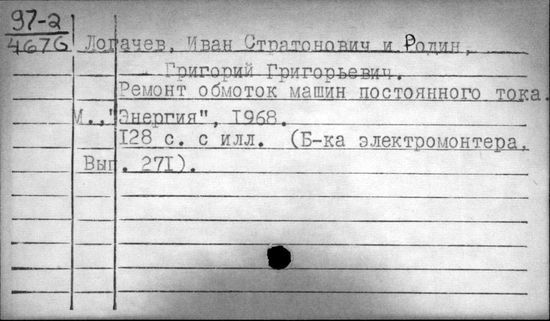 97-2
4676
Логачев, Иван Стратонович и Родин,
Григорий Григорьевич.
Ремонт обмоток машин постоянного тока.
М.,"Энергия", 1968.
128 с. с илл. (Б-ка электромонтера.
Вып. 271).